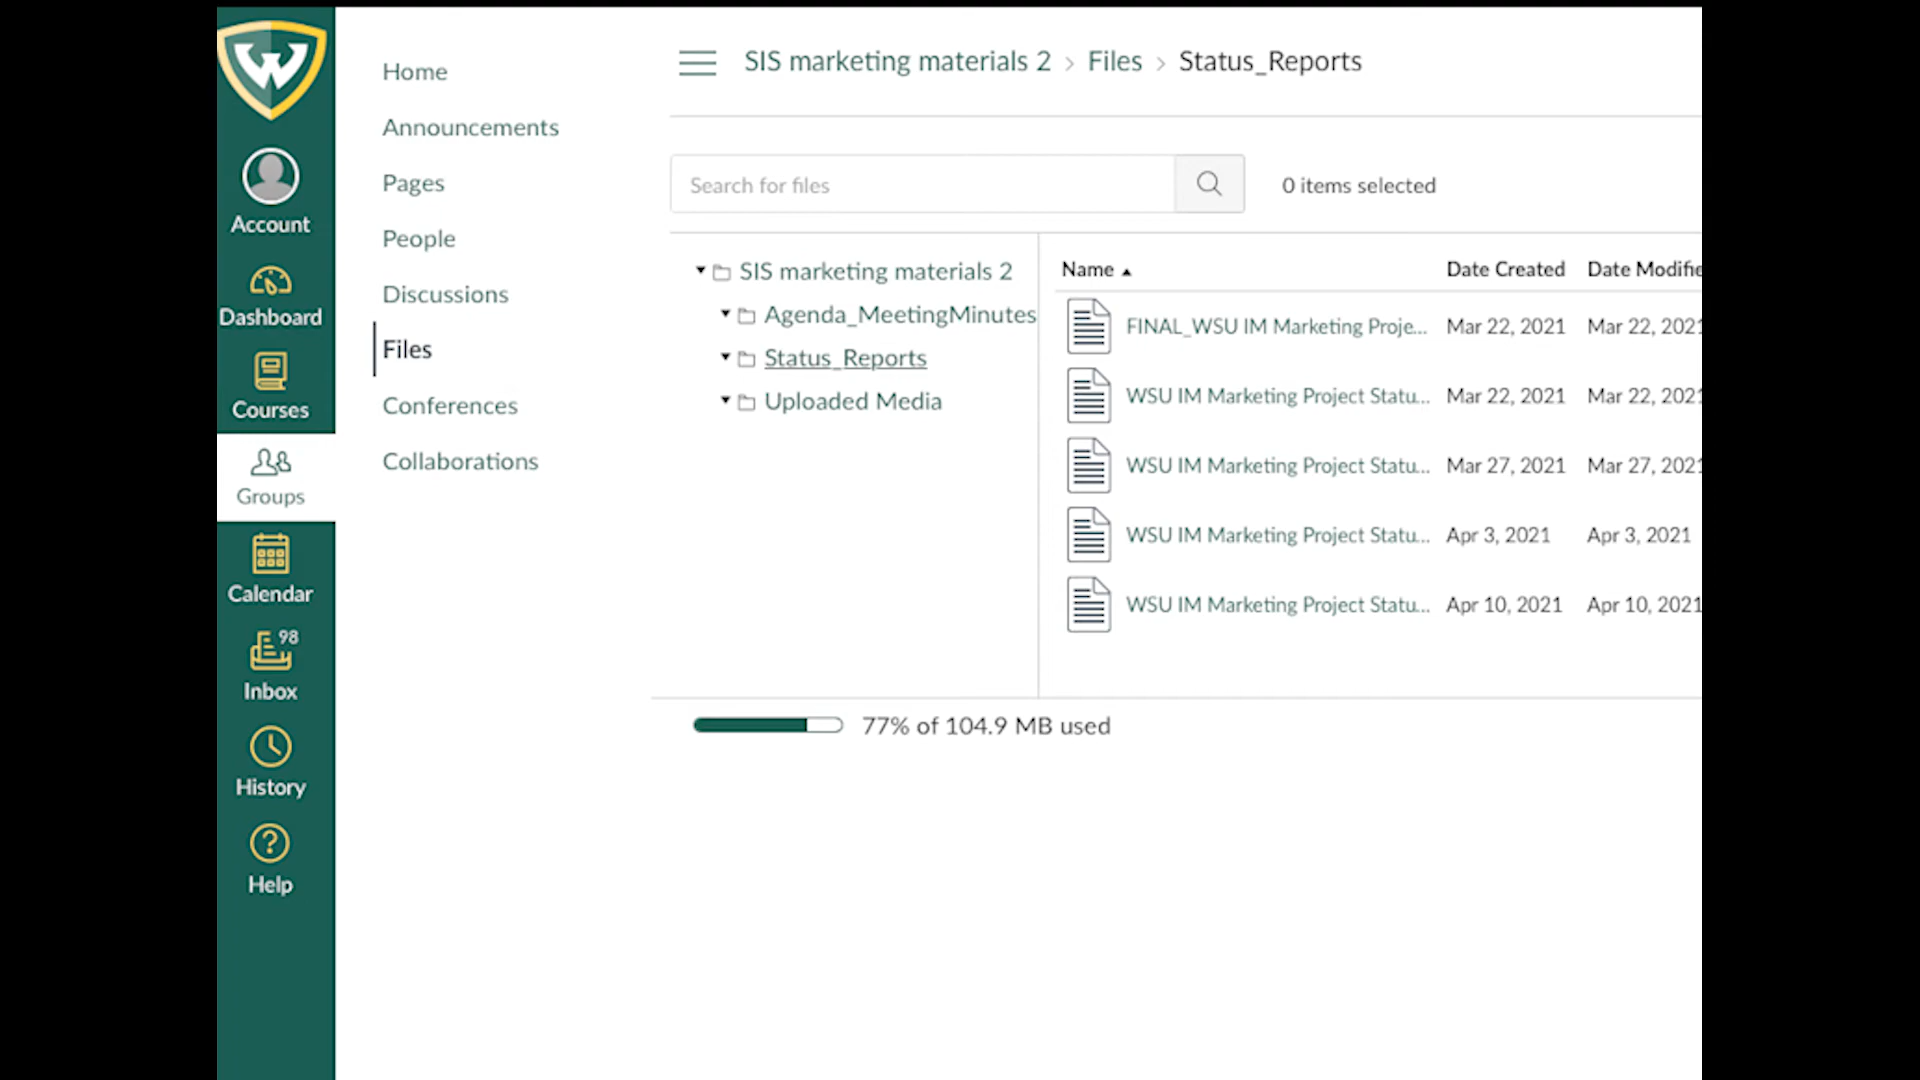 W
Account
Dashboard
Courses
Groups
Calendar
98
Inbox
History
Help
Home
Announcements
Pages
People
Discussions
Files
Conferences
Collaborations
SIS marketing materials 2 › Files › Status_Reports
Search for files
0 items selected
SIS marketing materials 2
Agenda_MeetingMinutes
Status_Reports
Uploaded Media
Name Date Created Date Modifie
FINAL_WSU IM Marketing Proje... Mar 22, 2021 Mar 22, 2021
WSU IM Marketing Project Statu... Mar 22, 2021 Mar 22, 2021
WSU IM Marketing Project Statu... Mar 27, 2021 Mar 27, 2021
WSU IM Marketing Project Statu... Apr 3, 2021 Apr 3, 2021
WSU IM Marketing Project Statu... Apr 10, 2021 Apr 10, 2021
77% of 104.9 MB used